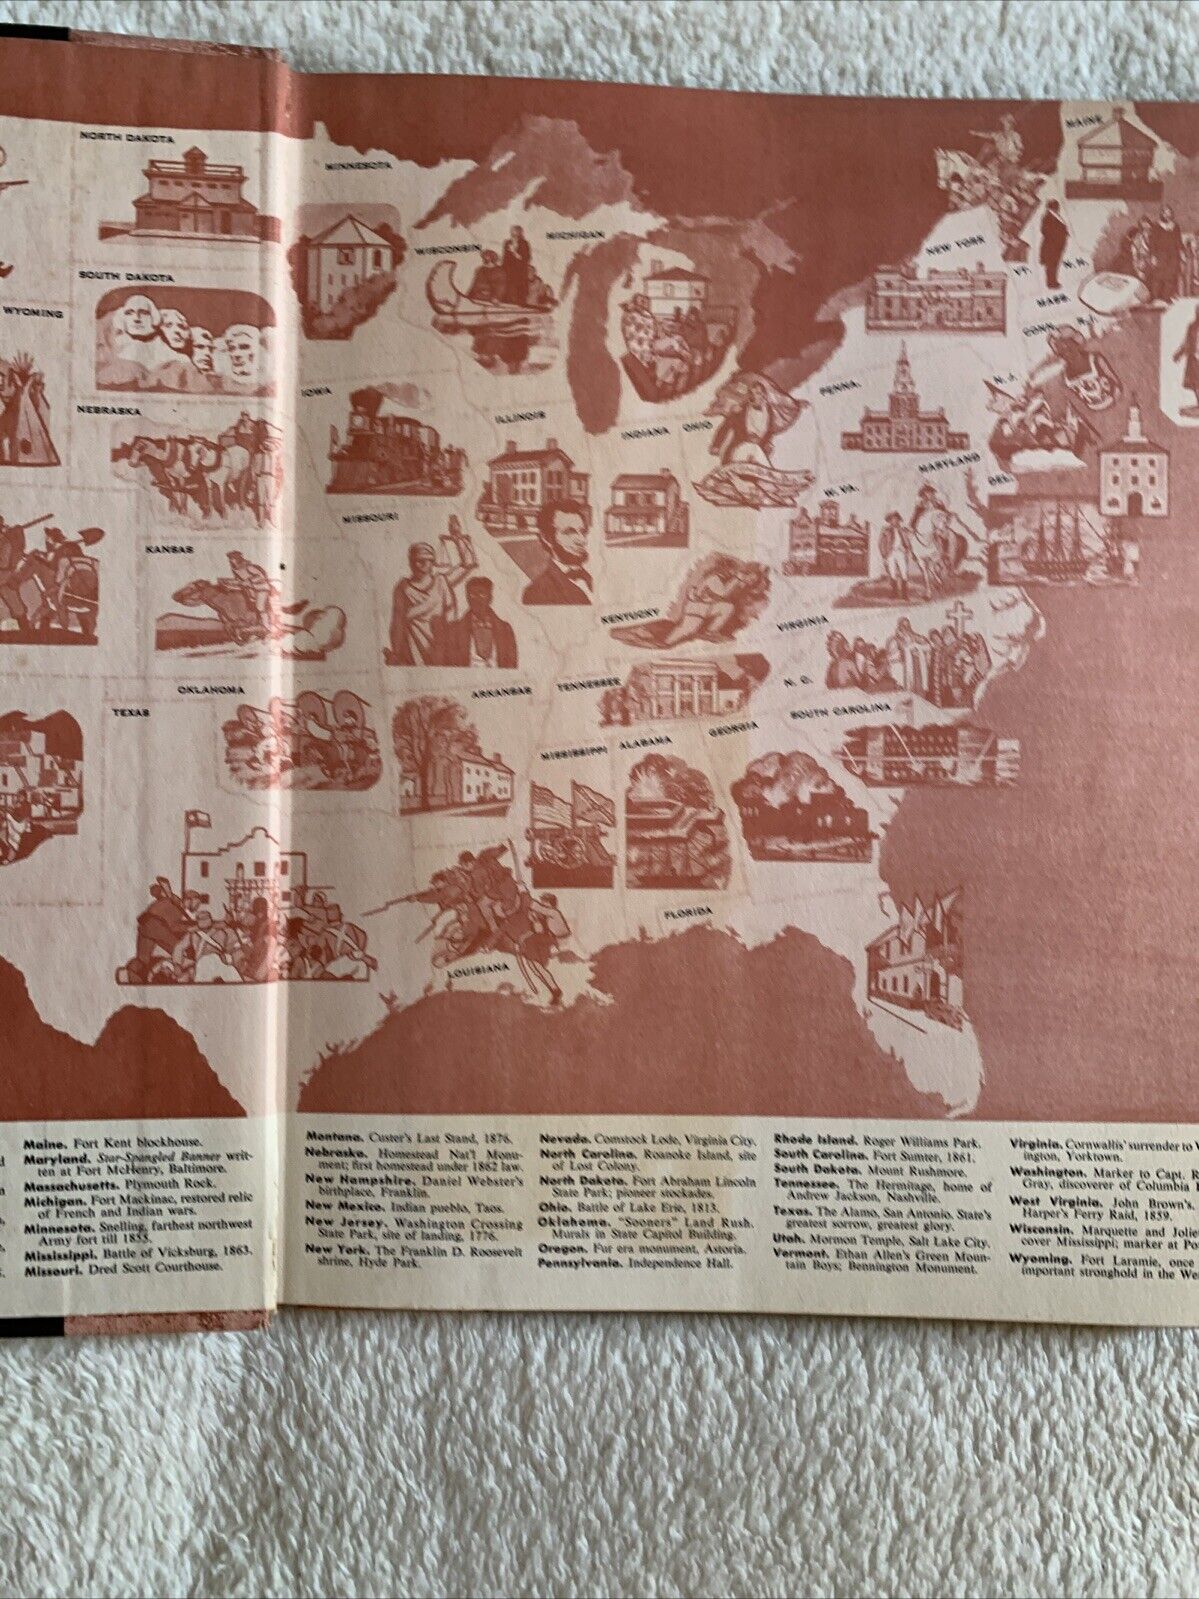 NORTH DAKOTA
MINNESOTA
MAINE
WISCONSIN
MICHIGAN
NEW YORK
VT.
N.H.
SOUTH DAKOTA
WYOMING
MASS.
CONN.
R.I.
IOWA
NEBRASKA
ILLINOIS
INDIANA
OHIO
PENNA.
N. J.
MARYLAND
DEL.
W. VA.
MISSOURI
KANSAS
KENTUCKY
VIRGINIA
OKLAHOMA
TEXAS
ARKANSAS
TENNESSEE
N. C.
SOUTH CAROLINA
MISSISSIPPI
ALABAMA
GEORGIA
FLORIDA
LOUISIANA
Maine. Fort Kent blockhouse.
Maryland. Star-Spangled Banner writ-
ten at Fort McHenry, Baltimore.
Massachusetts. Plymouth Rock.
Michigan. Fort Mackinac, restored relic
of French and Indian wars.
Minnesota. Snelling, farthest northwest
Army fort till 1855.
Mississippi. Battle of Vicksburg, 1863.
Missouri. Dred Scott Courthouse.
Montana. Custer's Last Stand, 1876.
Nebraska. Homestead Nat'l Monu-
ment; first homestead under 1862 law.
New Hampshire. Daniel Webster's
birthplace, Franklin.
New Mexico. Indian pueblo, Taos.
New Jersey. Washington Crossing
State Park, site of landing, 1776.
New York. The Franklin D. Roosevelt
shrine, Hyde Park.
Nevada. Comstock Lode, Virginia City.
North Carolina. Roanoke Island, site
of Lost Colony.
North Dakota. Fort Abraham Lincoln
State Park; pioneer stockades.
Ohio. Battle of Lake Erie, 1813.
Oklahoma. "Sooners" Land Rush.
Murals in State Capitol Building.
Oregon. Fur era monument, Astoria.
Pennsylvania. Independence Hall.
Rhode Island. Roger Williams Park.
South Carolina. Fort Sumter, 1861.
South Dakota. Mount Rushmore.
Tennessee. The Hermitage, home of
Andrew Jackson, Nashville.
Texas. The Alamo, San Antonio. State's
greatest sorrow, greatest glory.
Utah. Mormon Temple, Salt Lake City.
Vermont. Ethan Allen's Green Moun-
tain Boys; Bennington Monument.
Virginia. Cornwallis' surrender to
ington, Yorktown.
Washington. Marker to Capt.
Gray, discoverer of Columbia
West Virginia. John Brown's
Harper's Ferry Raid, 1859.
Wisconsin. Marquette and
cover Mississippi; marker at
Wyoming. Fort Laramie, once
important stronghold in the